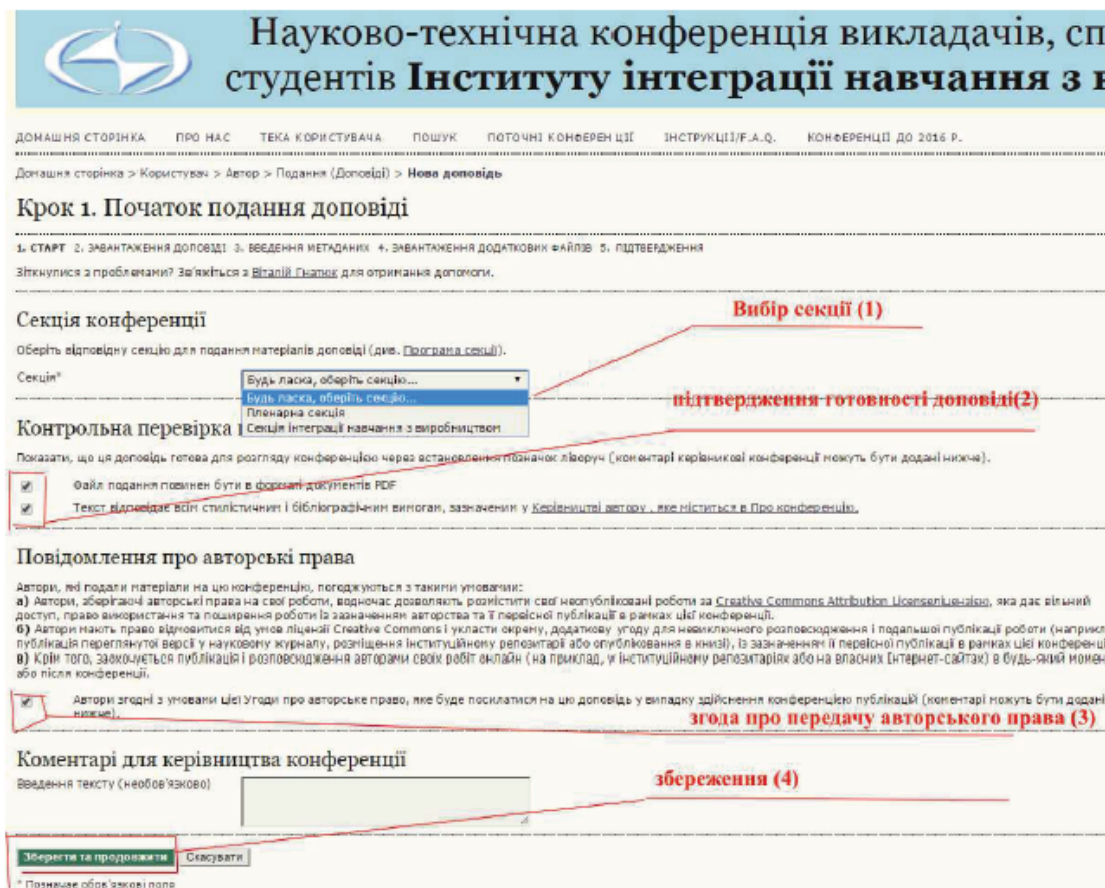 Науково-технічна конференція викладачів, сп
студентів Інституту інтеграції навчання з в
ДОМАШНЯ СТОРІНКА ПРО НАС ТЕКА КОРИСТУВАЧА ПОШУК ПОТОЧНІ КОНФЕРЕНЦІЇ ІНСТРУКЦІЇ/F.A.Q. КОНФЕРЕНЦІЇ ДО 2016 Р.
Домашня сторінка > Користувач > Автор > Подання (Доповіді) > Нова доповідь
Крок 1. Початок подання доповіді
1. СТАРТ 2. ЗАВАНТАЖЕННЯ ДОПОВІДІ 3. ВВЕДЕННЯ МЕТАДАНИХ 4. ЗАВАНТАЖЕННЯ ДОДАТКОВИХ ФАЙЛІВ 5. ПІДТВЕРДЖЕННЯ
Зіткнулися з проблемами? Зв'яжіться з Віталій Гнатюк для отримання допомоги.
Вибір секції (1)
Секція конференції
Оберіть відповідну секцію для подання матеріалів доповіді (див. Програма секції).
Секція* Будь ласка, оберіть секцію...
Будь ласка, оберіть секцію...
Пленарна секція
Секція інтеграції навчання з виробництвом
підтвердження готовності доповіді(2)
Контрольна перевірка
Показати, що ця доповідь готова для розгляду конференцією через встановлення позначок ліворуч (коментарі керівникові конференції можуть бути додані нижче).
Файл подання повинен бути в форматі документів PDF
Текст відповідає всім стилістичним і бібліографічним вимогам, зазначеним у Керівництві автору , яке міститься в Про конференцію.
Повідомлення про авторські права
Автори, які подали матеріали на цю конференцію, погоджуються з такими умовами:
а) Автори, зберігаючі авторські права на свої роботи, водночас дозволяють розмістити свої неопубліковані роботи за Creative Commons Attribution Licenseліцензією, яка дає вільний
доступ, право використання та поширення роботи із зазначенням авторства та її первісної публікації в рамках цієї конференції.
б) Автори мають право відмовитися від умов ліцензії Creative Commons і укласти окрему, додаткову угоду для невиключного розповсюдження і подальшої публікації роботи (наприкл
публікація переглянутої версії у науковому журналу, розміщення інституційному репозитарії або опублікування в книзі), із зазначенням її первісної публікації в рамках цієї конференці
в) Крім того, заохочується публікація і розповсюдження авторами своїх робіт онлайн (на приклад, у інституційному репозитаріях або на власних Інтернет-сайтах) в будь-який момен
або після конференції.
Автори згодні з умовами цієї Угоди про авторське право, яке буде посилатися на цю доповідь у випадку здійснення конференцією публікацій (коментарі можуть бути додані
нижче).
згода про передачу авторського права (3)
Коментарі для керівництва конференції
Введення тексту (необов'язково)
збереження (4)
Зберегти та продовжити Скасувати
* Позначає обов'язкові поля